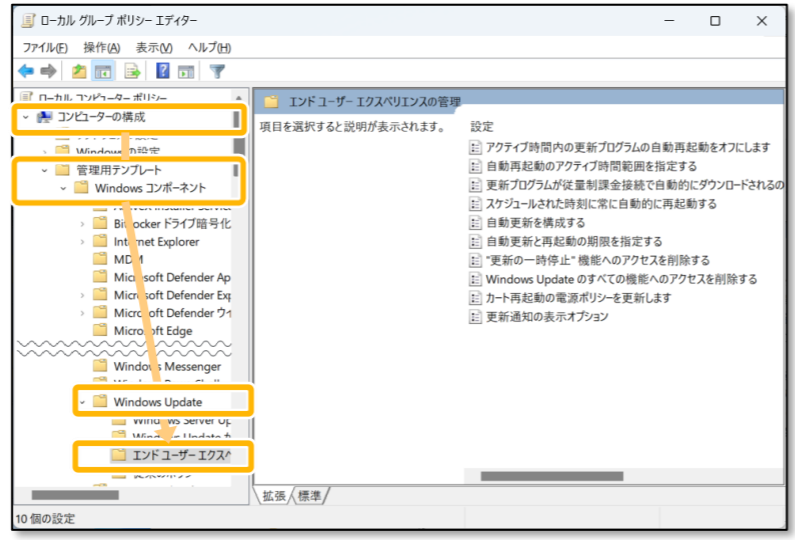 ローカル グループ ポリシー エディター
ファイル(F) 操作(A) 表示(V) ヘルプ(H)
ローカル コンピューター ポリシー
コンピューターの構成
Windows の設定
管理用テンプレート
Windows コンポーネント
ActiveX Installer Service
BitLocker ドライブ暗号化
Internet Explorer
MDM
Microsoft Defender Ap
Microsoft Defender Exp
Microsoft Defender ウイ
Microsoft Edge
Windows Messenger
Windows Update
Windows Server Up
Windows Update か
エンド ユーザー エクスペ
エンド ユーザー エクスペリエンスの管理
項目を選択すると説明が表示されます。
設定
アクティブ時間内の更新プログラムの自動再起動をオフにします
自動再起動のアクティブ時間範囲を指定する
更新プログラムが従量制課金接続で自動的にダウンロードされるの
スケジュールされた時刻に常に自動的に再起動する
自動更新を構成する
自動更新と再起動の期限を指定する
"更新の一時停止" 機能へのアクセスを削除する
Windows Update のすべての機能へのアクセスを削除する
カート再起動の電源ポリシーを更新します
更新通知の表示オプション
拡張 標準
10 個の設定